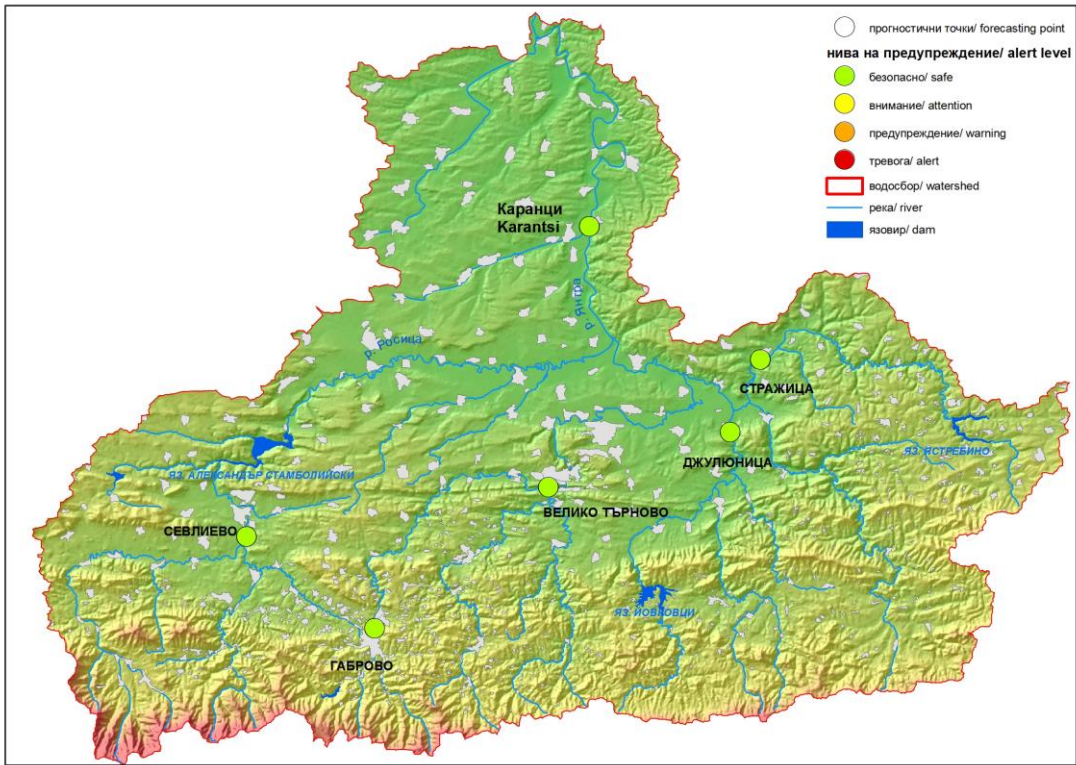 прогностични точки/ forecasting point
нива на предупреждение/ alert level
безопасно/ safe
внимание/ attention
предупреждение/ warning
тревога/ alert
водосбор/ watershed
река/ river
язовир/ dam
Каранци
Karantsi
р. Янтра
р. Росица
СТРАЖИЦА
ДЖУЛЮНИЦА
ЯЗ. ЯСТРЕБИНО
ЯЗ. АЛЕКСАНДЪР СТАМБОЛИЙСКИ
ВЕЛИКО ТЪРНОВО
СЕВЛИЕВО
ЯЗ. ЙОВКОВЦИ
ГАБРОВО